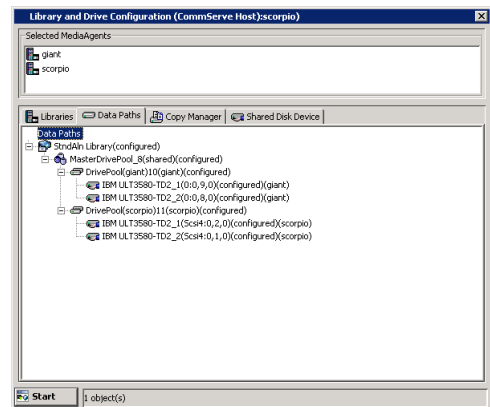 Library and Drive Configuration (CommServe Host):scorpio)
Selected MediaAgents
giant
scorpio
Libraries Data Paths Copy Manager Shared Disk Device
Data Paths
StndAln Library(configured)
MasterDrivePool_8(shared)(configured)
DrivePool(giant)10(giant)(configured)
IBM ULT3580-TD2_1(0:0,9,0)(configured)(giant)
IBM ULT3580-TD2_2(0:0,8,0)(configured)(giant)
DrivePool(scorpio)11(scorpio)(configured)
IBM ULT3580-TD2_1(Scsi4:0,2,0)(configured)(scorpio)
IBM ULT3580-TD2_2(Scsi4:0,1,0)(configured)(scorpio)
Start 1 object(s)